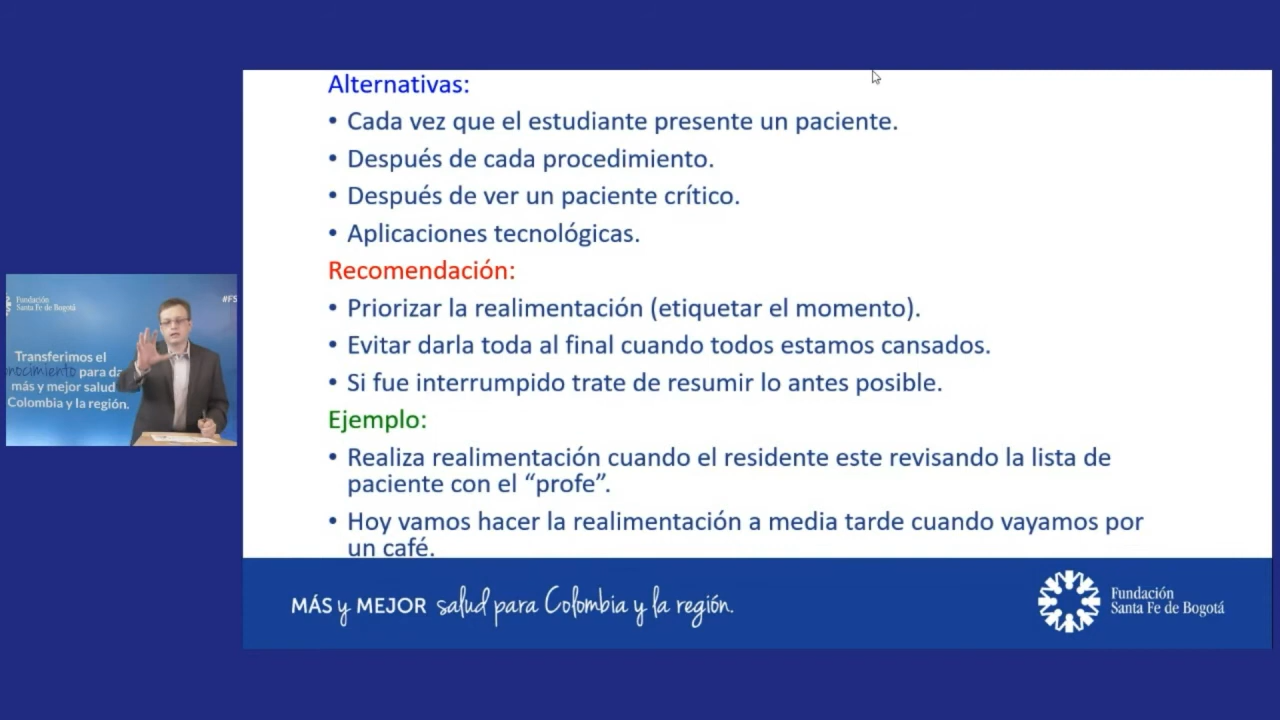 Alternativas:
• Cada vez que el estudiante presente un paciente.
• Después de cada procedimiento.
• Después de ver un paciente crítico.
• Aplicaciones tecnológicas.
Recomendación:
• Priorizar la realimentación (etiquetar el momento).
• Evitar darla toda al final cuando todos estamos cansados.
• Si fue interrumpido trate de resumir lo antes posible.
Ejemplo:
• Realiza realimentación cuando el residente este revisando la lista de
paciente con el “profe”.
• Hoy vamos hacer la realimentación a media tarde cuando vayamos por
un café.
MÁS y MEJOR salud para Colombia y la región.
Fundación
Santa Fe de Bogotá
Fundación
Santa Fe de Bogotá
#FS
Transferimos el
onocimiento para da
más y mejor salud
Colombia y la región.